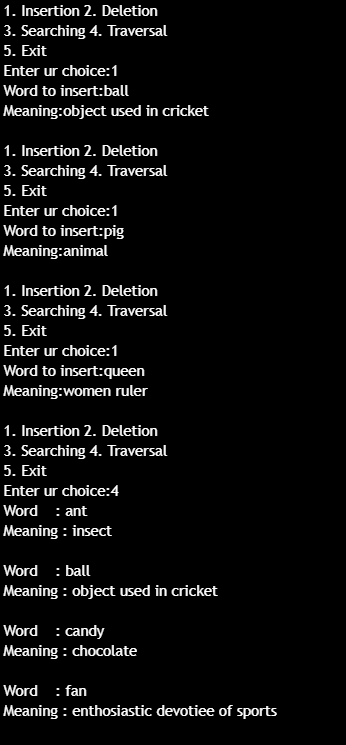 1. Insertion 2. Deletion
3. Searching 4. Traversal
5. Exit
Enter ur choice:1
Word to insert:ball
Meaning:object used in cricket
1. Insertion 2. Deletion
3. Searching 4. Traversal
5. Exit
Enter ur choice:1
Word to insert:pig
Meaning:animal
1. Insertion 2. Deletion
3. Searching 4. Traversal
5. Exit
Enter ur choice:1
Word to insert:queen
Meaning:women ruler
1. Insertion 2. Deletion
3. Searching 4. Traversal
5. Exit
Enter ur choice:4
Word : ant
Meaning : insect
Word : ball
Meaning : object used in cricket
Word : candy
Meaning : chocolate
Word : fan
Meaning : enthosiastic devotiee of sports